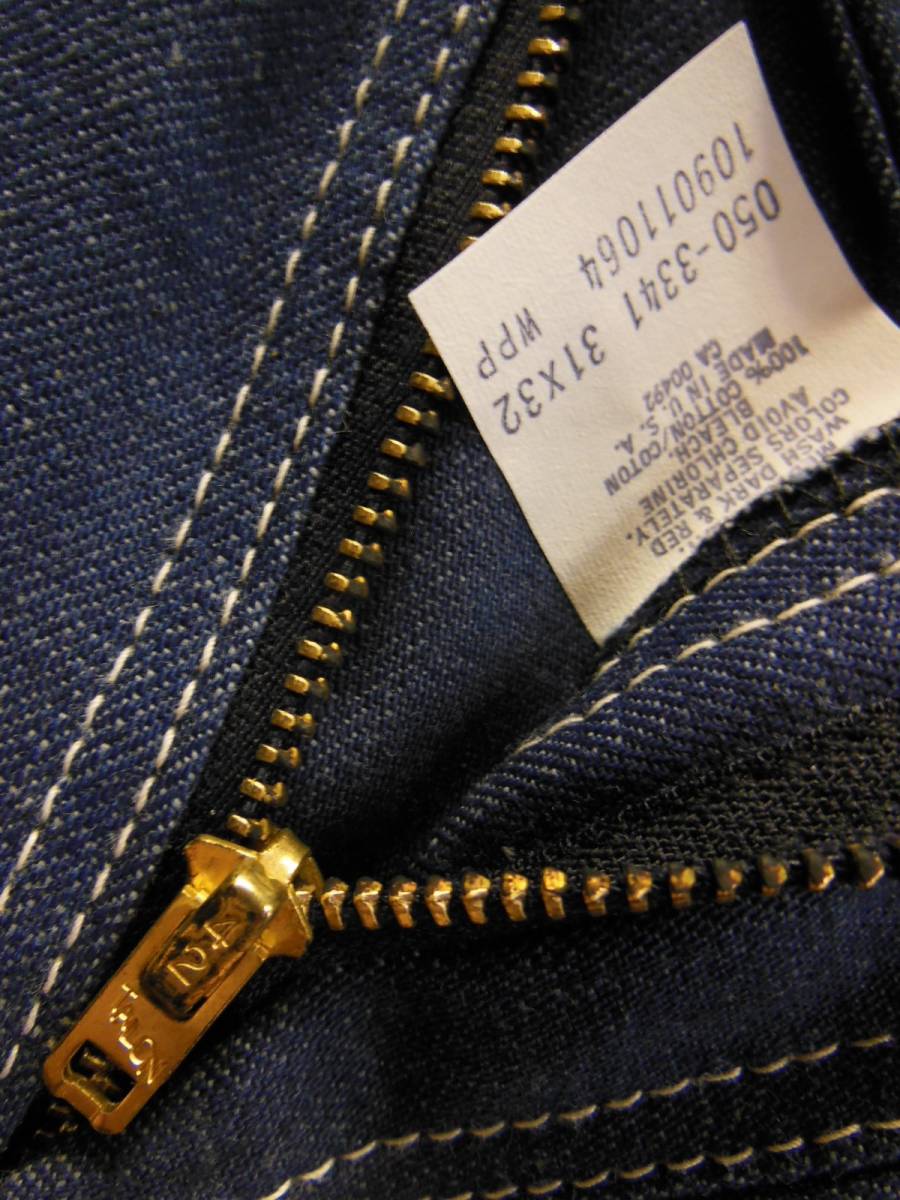 WASH DARK & RED
COLORS SEPARATELY.
AVOID CHLORINE
BLEACH.
100% COTTON/COTON
MADE IN U. S. A.
CA 00492
050-3341 31X32
109011064 WPP
42
TALON